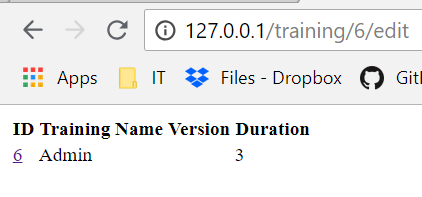 127.0.0.1/training/6/edit
Apps IT Files - Dropbox
ID Training Name Version Duration
6 Admin 3